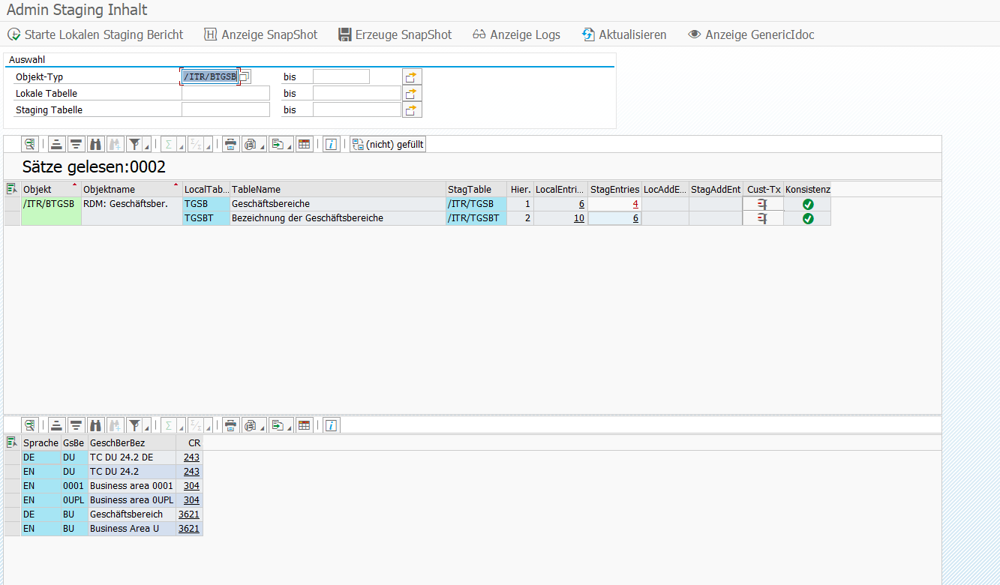 Admin Staging Inhalt
Starte Lokalen Staging Bericht Anzeige SnapShot Erzeuge SnapShot Anzeige Logs Aktualisieren Anzeige GenericIdoc
Auswahl
Objekt-Typ /ITR/BTGSB bis
Lokale Tabelle bis
Staging Tabelle bis
(nicht) gefüllt
Sätze gelesen:0002
Objekt Objektname LocalTab... TableName StagTable Hier. LocalEntri... StagEntries LocAddE... StagAddEnt Cust-Tx Konsistenz
/ITR/BTGSB RDM: Geschäftsber. TGSB Geschäftsbereiche /ITR/TGSB 1 6 4
TGSBT Bezeichnung der Geschäftsbereiche /ITR/TGSBT 2 10 6
Sprache GsBe GeschBerBez CR
DE DU TC DU 24.2 DE 243
EN DU TC DU 24.2 243
EN 0001 Business area 0001 304
EN 0UPL Business area 0UPL 304
DE BU Geschäftsbereich 3621
EN BU Business Area U 3621